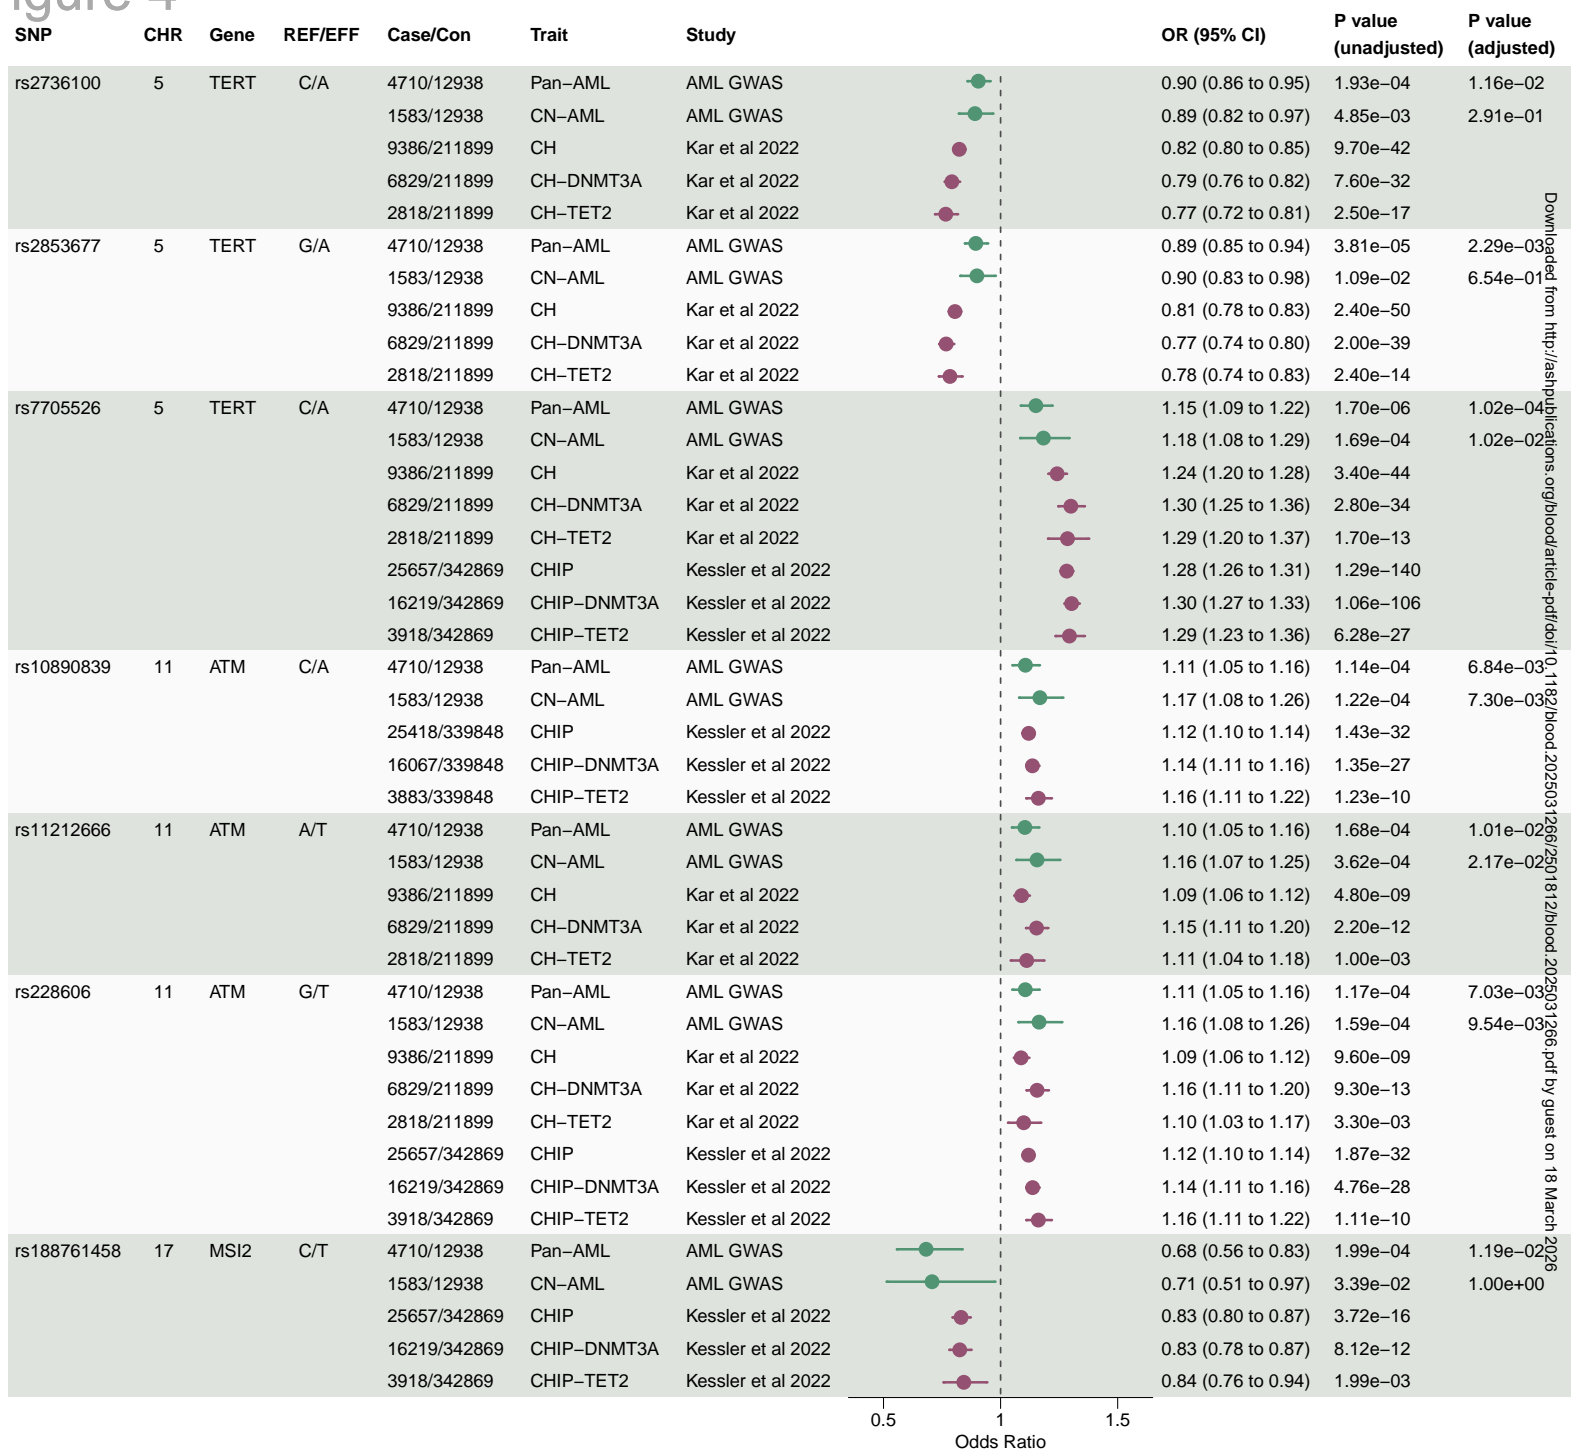 igure 4
SNP CHR Gene REF/EFF Case/Con Trait Study OR (95% CI) P value (unadjusted) P value (adjusted)
rs2736100 5 TERT C/A 4710/12938 Pan−AML AML GWAS 0.90 (0.86 to 0.95) 1.93e−04 1.16e−02
1583/12938 CN−AML AML GWAS 0.89 (0.82 to 0.97) 4.85e−03 2.91e−01
9386/211899 CH Kar et al 2022 0.82 (0.80 to 0.85) 9.70e−42
6829/211899 CH−DNMT3A Kar et al 2022 0.79 (0.76 to 0.82) 7.60e−32
2818/211899 CH−TET2 Kar et al 2022 0.77 (0.72 to 0.81) 2.50e−17
rs2853677 5 TERT G/A 4710/12938 Pan−AML AML GWAS 0.89 (0.85 to 0.94) 3.81e−05 2.29e−03
1583/12938 CN−AML AML GWAS 0.90 (0.83 to 0.98) 1.09e−02 6.54e−01
9386/211899 CH Kar et al 2022 0.81 (0.78 to 0.83) 2.40e−50
6829/211899 CH−DNMT3A Kar et al 2022 0.77 (0.74 to 0.80) 2.00e−39
2818/211899 CH−TET2 Kar et al 2022 0.78 (0.74 to 0.83) 2.40e−14
rs7705526 5 TERT C/A 4710/12938 Pan−AML AML GWAS 1.15 (1.09 to 1.22) 1.70e−06 1.02e−04
1583/12938 CN−AML AML GWAS 1.18 (1.08 to 1.29) 1.69e−04 1.02e−02
9386/211899 CH Kar et al 2022 1.24 (1.20 to 1.28) 3.40e−44
6829/211899 CH−DNMT3A Kar et al 2022 1.30 (1.25 to 1.36) 2.80e−34
2818/211899 CH−TET2 Kar et al 2022 1.29 (1.20 to 1.37) 1.70e−13
25657/342869 CHIP Kessler et al 2022 1.28 (1.26 to 1.31) 1.29e−140
16219/342869 CHIP−DNMT3A Kessler et al 2022 1.30 (1.27 to 1.33) 1.06e−106
3918/342869 CHIP−TET2 Kessler et al 2022 1.29 (1.23 to 1.36) 6.28e−27
rs10890839 11 ATM C/A 4710/12938 Pan−AML AML GWAS 1.11 (1.05 to 1.16) 1.14e−04 6.84e−03
1583/12938 CN−AML AML GWAS 1.17 (1.08 to 1.26) 1.22e−04 7.30e−03
25418/339848 CHIP Kessler et al 2022 1.12 (1.10 to 1.14) 1.43e−32
16067/339848 CHIP−DNMT3A Kessler et al 2022 1.14 (1.11 to 1.16) 1.35e−27
3883/339848 CHIP−TET2 Kessler et al 2022 1.16 (1.11 to 1.22) 1.23e−10
rs11212666 11 ATM A/T 4710/12938 Pan−AML AML GWAS 1.10 (1.05 to 1.16) 1.68e−04 1.01e−02
1583/12938 CN−AML AML GWAS 1.16 (1.07 to 1.25) 3.62e−04 2.17e−02
9386/211899 CH Kar et al 2022 1.09 (1.06 to 1.12) 4.80e−09
6829/211899 CH−DNMT3A Kar et al 2022 1.15 (1.11 to 1.20) 2.20e−12
2818/211899 CH−TET2 Kar et al 2022 1.11 (1.04 to 1.18) 1.00e−03
rs228606 11 ATM G/T 4710/12938 Pan−AML AML GWAS 1.11 (1.05 to 1.16) 1.17e−04 7.03e−03
1583/12938 CN−AML AML GWAS 1.16 (1.08 to 1.26) 1.59e−04 9.54e−03
9386/211899 CH Kar et al 2022 1.09 (1.06 to 1.12) 9.60e−09
6829/211899 CH−DNMT3A Kar et al 2022 1.16 (1.11 to 1.20) 9.30e−13
2818/211899 CH−TET2 Kar et al 2022 1.10 (1.03 to 1.17) 3.30e−03
25657/342869 CHIP Kessler et al 2022 1.12 (1.10 to 1.14) 1.87e−32
16219/342869 CHIP−DNMT3A Kessler et al 2022 1.14 (1.11 to 1.16) 4.76e−28
3918/342869 CHIP−TET2 Kessler et al 2022 1.16 (1.11 to 1.22) 1.11e−10
rs188761458 17 MSI2 C/T 4710/12938 Pan−AML AML GWAS 0.68 (0.56 to 0.83) 1.99e−04 1.19e−02
1583/12938 CN−AML AML GWAS 0.71 (0.51 to 0.97) 3.39e−02 1.00e+00
25657/342869 CHIP Kessler et al 2022 0.83 (0.80 to 0.87) 3.72e−16
16219/342869 CHIP−DNMT3A Kessler et al 2022 0.83 (0.78 to 0.87) 8.12e−12
3918/342869 CHIP−TET2 Kessler et al 2022 0.84 (0.76 to 0.94) 1.99e−03
0.5 1 1.5
Odds Ratio
Downloaded from http://ashpublications.org/blood/article-pdf/doi/10.1182/blood.2025031266/2501812/blood.2025031266.pdf by guest on 18 March 2026